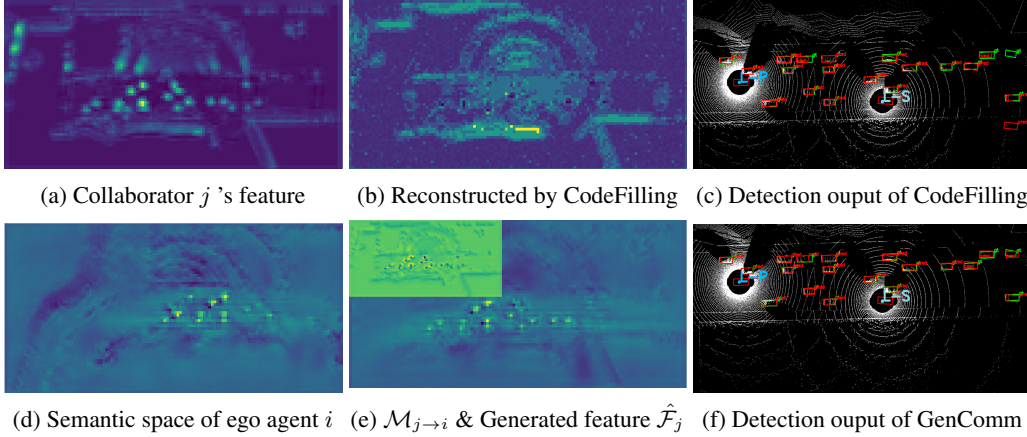 (a) Collaborator j 's feature
(b) Reconstructed by CodeFilling
(c) Detection ouput of CodeFilling
(d) Semantic space of ego agent i
(e) M_{j→i} & Generated feature F̂_j
(f) Detection ouput of GenComm